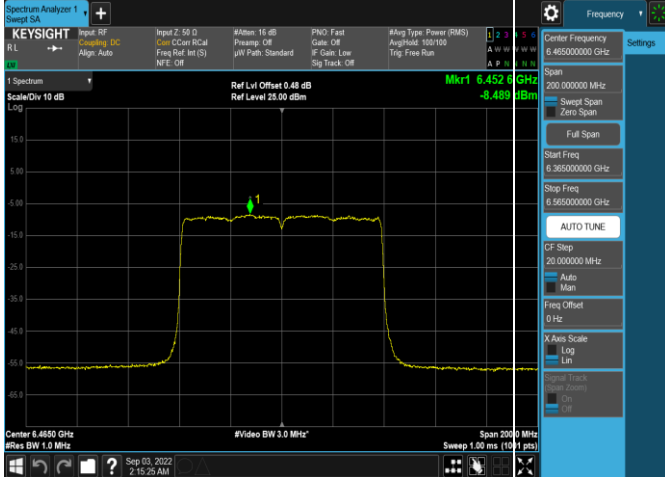 Spectrum Analyzer 1
Swept SA
+
Frequency
KEYSIGHT
R L
LV
Input: RF
Coupling: DC
Align: Auto
Input Z: 50 Ω
Corr CCorr RCal
Freq Ref: Int (S)
NFE: Off
#Atten: 16 dB
Preamp: Off
µW Path: Standard
PNO: Fast
Gate: Off
IF Gain: Low
Sig Track: Off
#Avg Type: Power (RMS)
Avg|Hold: 100/100
Trig: Free Run
1 2 3 4 5 6
A W W W W W
A P N N N N
Center Frequency
6.465000000 GHz
Settings
1 Spectrum
Scale/Div 10 dB
Log
Ref Lvl Offset 0.48 dB
Ref Level 25.00 dBm
Mkr1 6.452 6 GHz
-8.489 dBm
Span
200.000000 MHz
Swept Span
Zero Span
Full Span
Start Freq
6.365000000 GHz
Stop Freq
6.565000000 GHz
AUTO TUNE
CF Step
20.000000 MHz
Auto
Man
Freq Offset
0 Hz
X Axis Scale
Log
Lin
Signal Track
(Span Zoom)
On
Off
15.0
5.00
-5.00
-15.0
-25.0
-35.0
-45.0
-55.0
-65.0
1
Center 6.4650 GHz
#Res BW 1.0 MHz
#Video BW 3.0 MHz*
Span 200.0 MHz
Sweep 1.00 ms (1001 pts)
?
Sep 03, 2022
2:15:25 AM